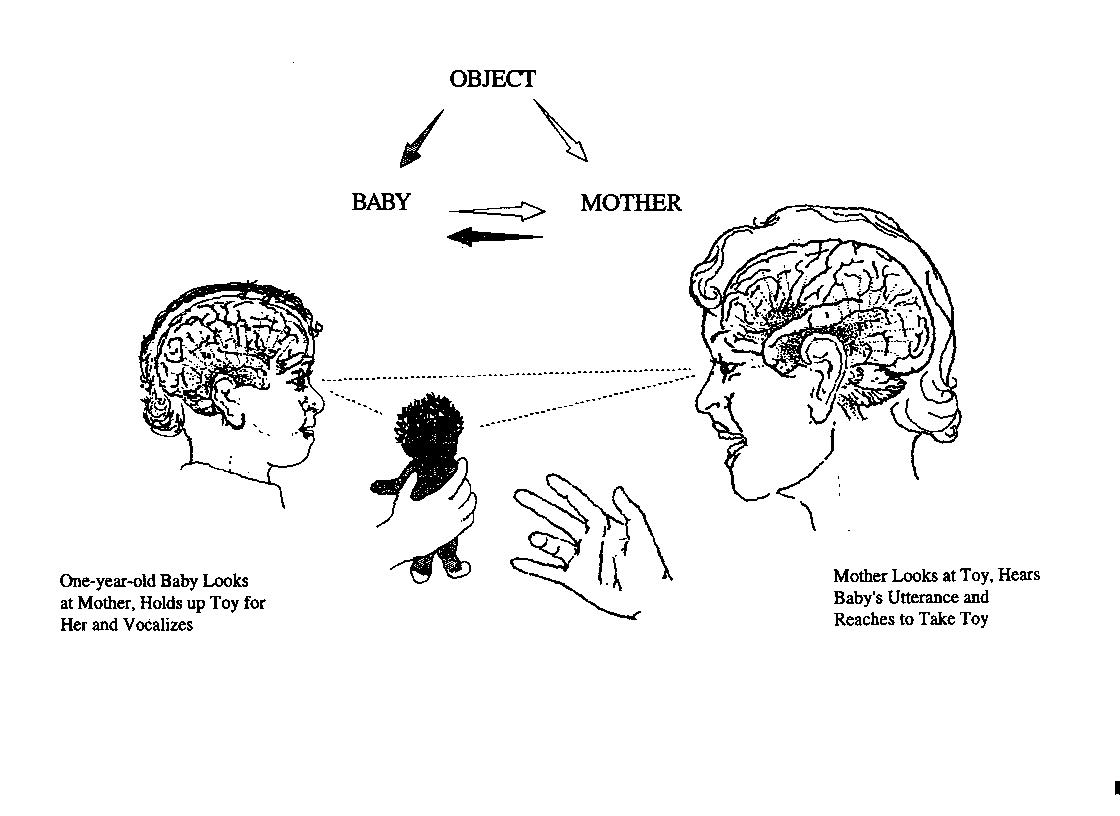 OBJECT
BABY
MOTHER
One-year-old Baby Looks
at Mother, Holds up Toy for
Her and Vocalizes
Mother Looks at Toy, Hears
Baby's Utterance and
Reaches to Take Toy